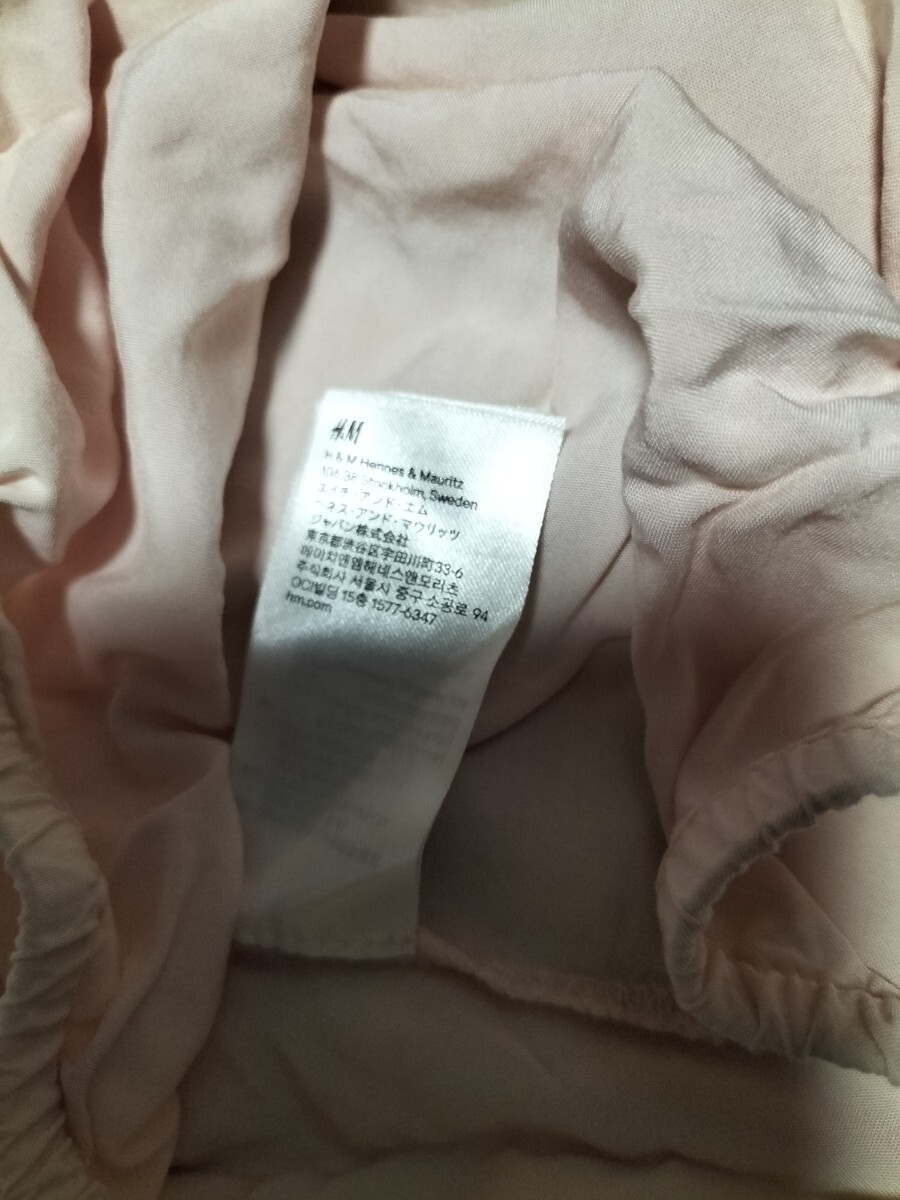 H&M
H & M Hennes & Mauritz
106 38 Stockholm, Sweden
エイチ・アンド・エム
ヘネス・アンド・マウリッツ
ジャパン株式会社
東京都渋谷区宇田川町33-6
에이치앤엠헤네스앤모리츠
주식회사 서울시 중구 소공로 94
OCI빌딩 15층 1577-6347
hm.com